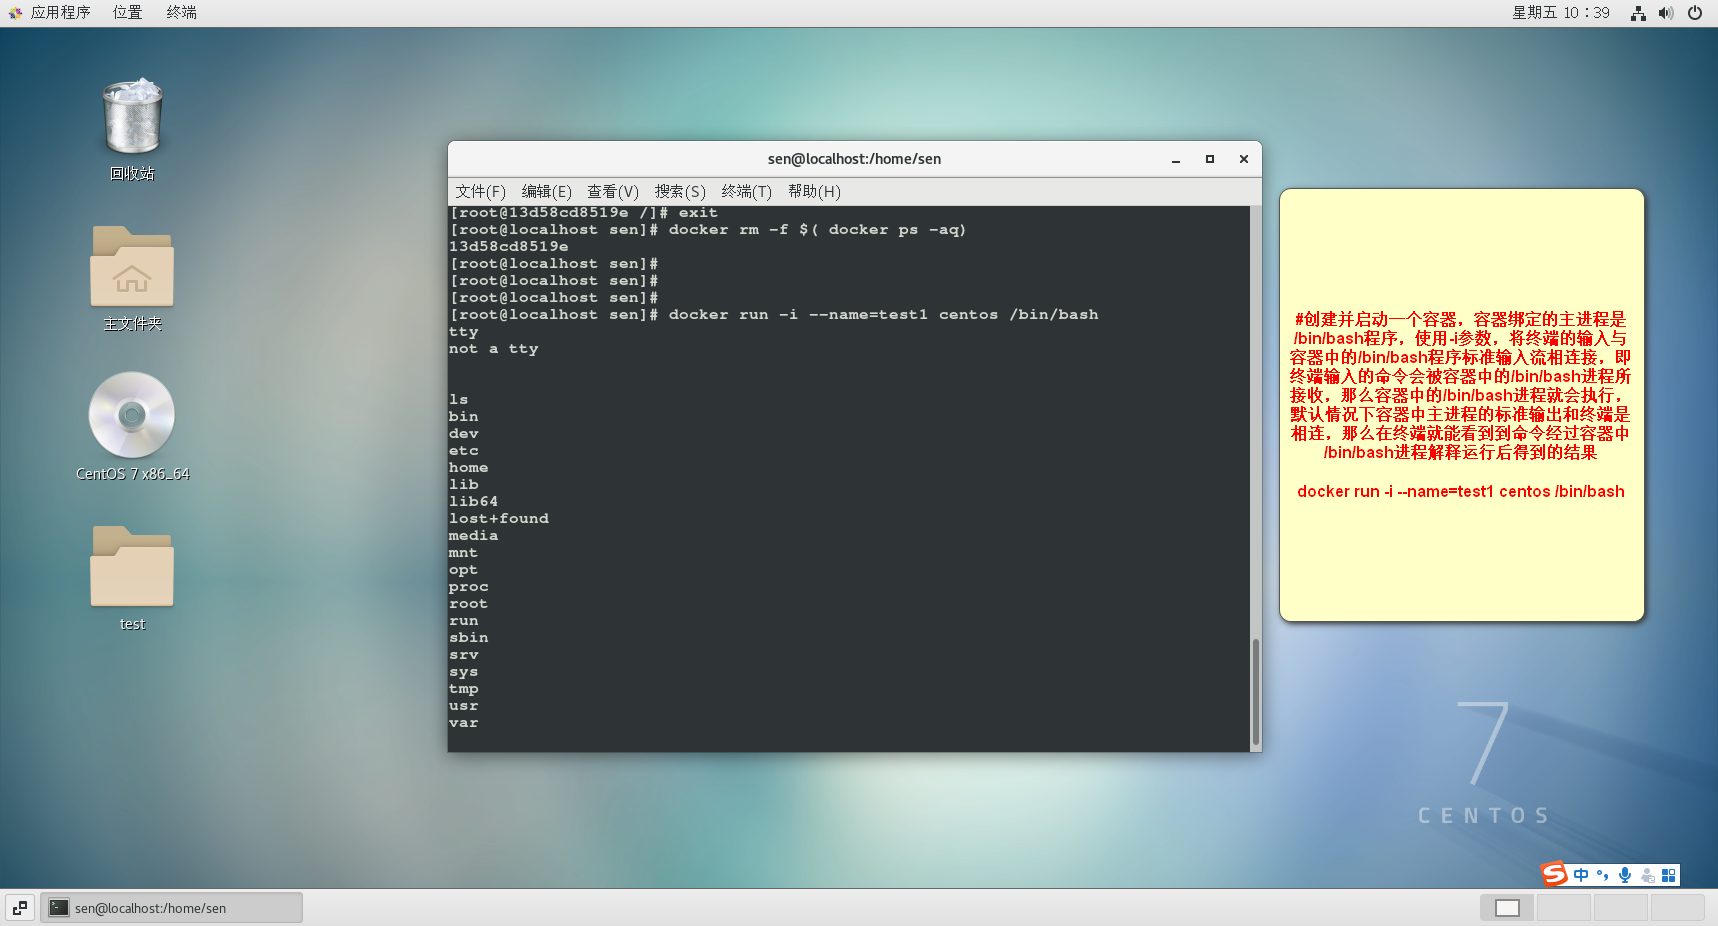 应用程序 位置 终端 星期五 10：39
回收站
主文件夹
CentOS 7 x86_64
test
sen@localhost:/home/sen
文件(F) 编辑(E) 查看(V) 搜索(S) 终端(T) 帮助(H)
[root@13d58cd8519e /]# exit
[root@localhost sen]# docker rm -f $( docker ps -aq)
13d58cd8519e
[root@localhost sen]#
[root@localhost sen]#
[root@localhost sen]#
[root@localhost sen]# docker run -i --name=test1 centos /bin/bash
tty
not a tty
ls
bin
dev
etc
home
lib
lib64
lost+found
media
mnt
opt
proc
root
run
sbin
srv
sys
tmp
usr
var
#创建并启动一个容器，容器绑定的主进程是
/bin/bash程序，使用-i参数，将终端的输入与
容器中的/bin/bash程序标准输入流相连接，即
终端输入的命令会被容器中的/bin/bash进程所
接收，那么容器中的/bin/bash进程就会执行，
默认情况下容器中主进程的标准输出和终端是
相连，那么在终端就能看到到命令经过容器中
/bin/bash进程解释运行后得到的结果
docker run -i --name=test1 centos /bin/bash
7
CENTOS
S 中
sen@localhost:/home/sen